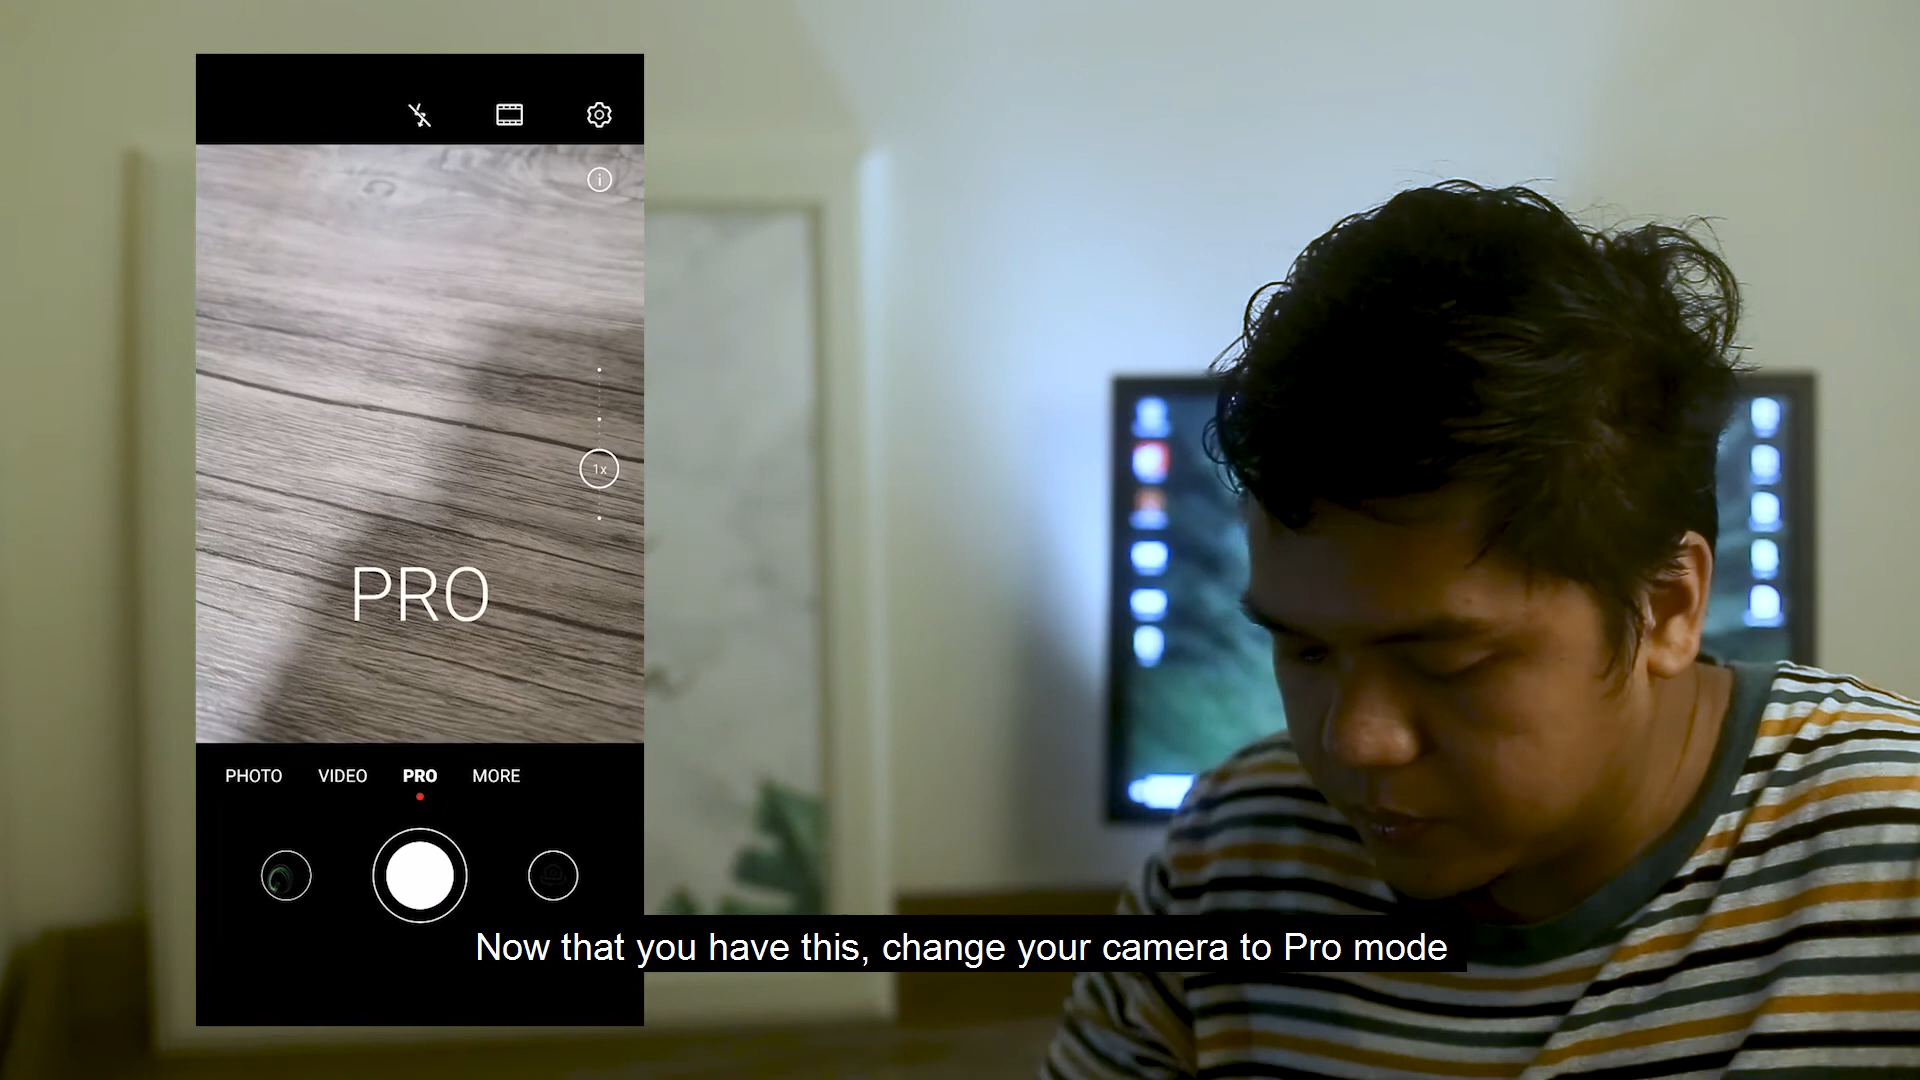 1x
PRO
PHOTO VIDEO PRO MORE
Now that you have this, change your camera to Pro mode